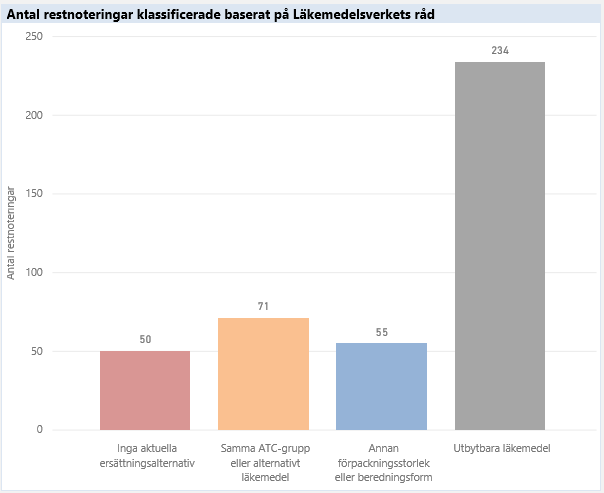 Antal restnoteringar klassificerade baserat på Läkemedelsverkets råd
250
200
150
100
50
0
Antal restnoteringar
50
71
55
234
Inga aktuella
ersättningsalternativ
Samma ATC-grupp
eller alternativt
läkemedel
Annan
förpackningsstorlek
eller beredningsform
Utbytbara läkemedel